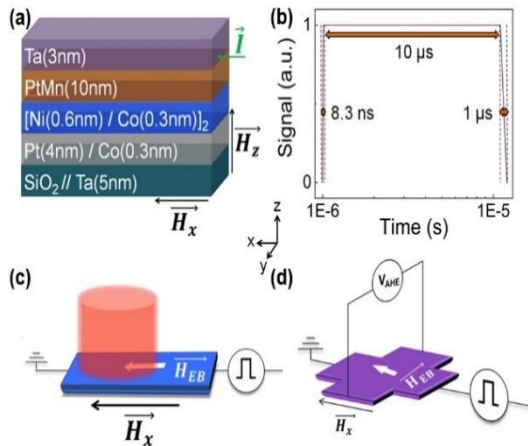 (a)
Ta(3nm)
I
PtMn(10nm)
[Ni(0.6nm) / Co(0.3nm)]2
Hz
Pt(4nm) / Co(0.3nm)
SiO2// Ta(5nm)
Hx
(b)
Signal (a.u.)
1
0
10 µs
8.3 ns
1 µs
1E-6
1E-5
Time (s)
z
x
y
(c)
HEB
Hx
(d)
VAHE
HEB
Hx